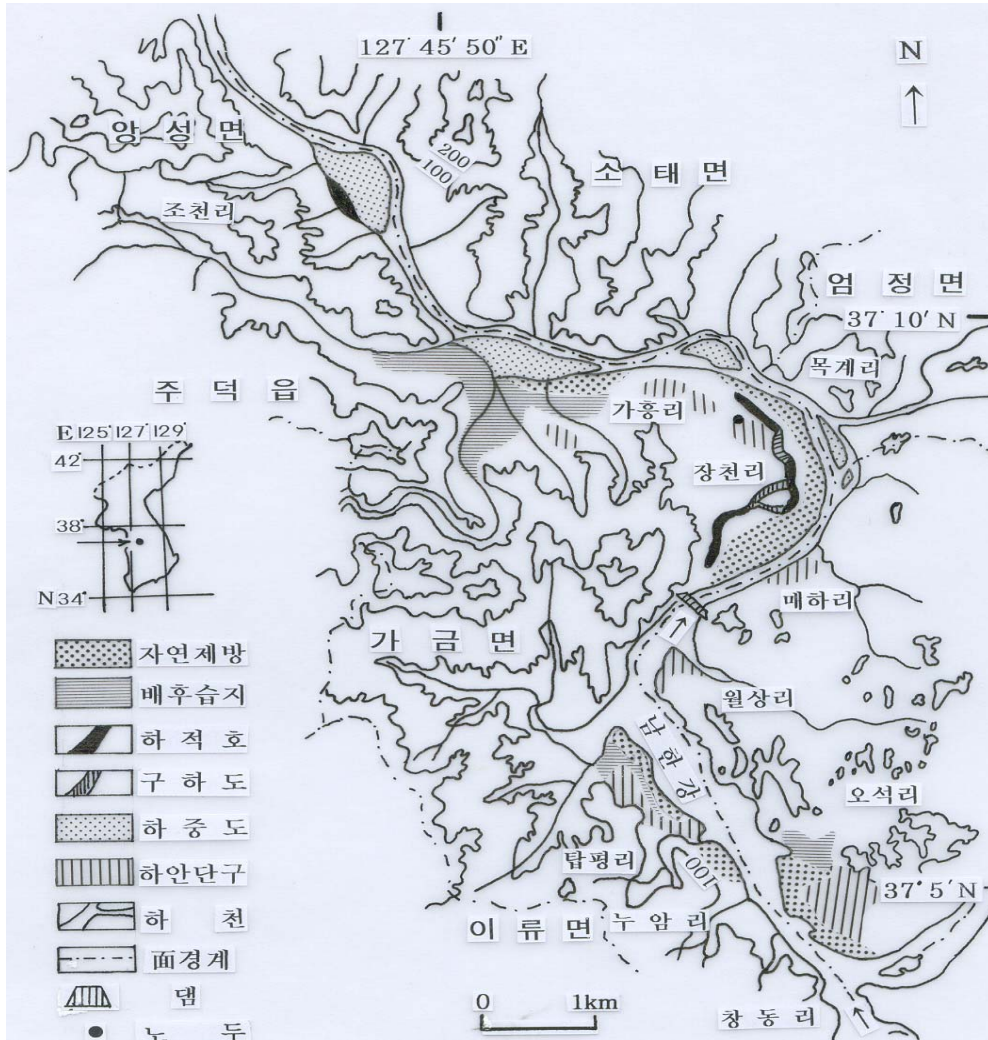 127° 45′ 50″ E
N
앙성면
200
100
소태면
조천리
엄정면
37° 10′ N
목계리
주덕읍
가흥리
E 125° 127° 129°
42°
장천리
38°
매하리
N 34°
가금면
자연제방
월상리
배후습지
남한강
하적호
오석리
구하도
하중도
탑평리
하안단구
100
37° 5′ N
하천
이류면
누암리
面경계
댐
0 1km
창동리
노두